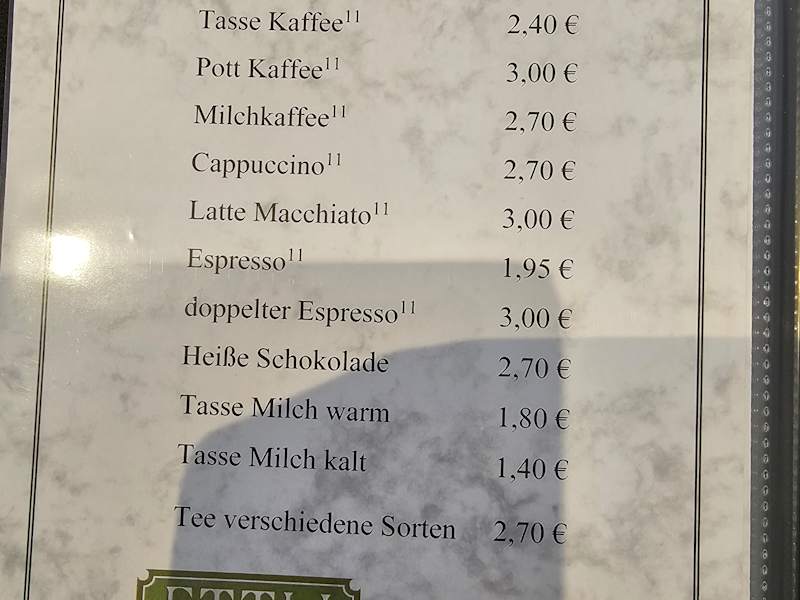 Tasse Kaffee¹¹ 2,40 €
Pott Kaffee¹¹ 3,00 €
Milchkaffee¹¹ 2,70 €
Cappuccino¹¹ 2,70 €
Latte Macchiato¹¹ 3,00 €
Espresso¹¹ 1,95 €
doppelter Espresso¹¹ 3,00 €
Heiße Schokolade 2,70 €
Tasse Milch warm 1,80 €
Tasse Milch kalt 1,40 €
Tee verschiedene Sorten 2,70 €